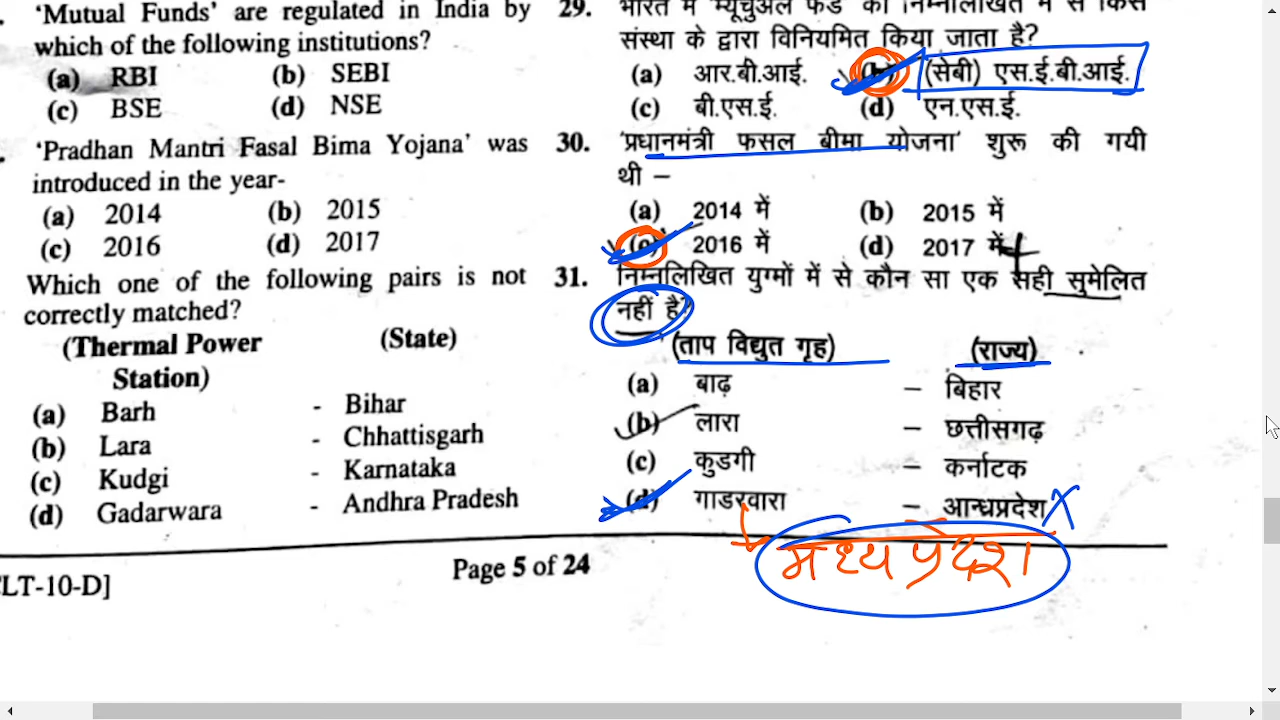 'Mutual Funds' are regulated in India by
which of the following institutions?
(a) RBI (b) SEBI
(c) BSE (d) NSE
'Pradhan Mantri Fasal Bima Yojana' was
introduced in the year-
(a) 2014 (b) 2015
(c) 2016 (d) 2017
Which one of the following pairs is not
correctly matched?
(Thermal Power (State)
Station)
(a) Barh - Bihar
(b) Lara - Chhattisgarh
(c) Kudgi - Karnataka
(d) Gadarwara - Andhra Pradesh
29. भारत में 'म्यूचुअल फंड' को निम्नलिखित में से किस
संस्था के द्वारा विनियमित किया जाता है?
(a) आर.बी.आई. (b) (सेबी) एस.ई.बी.आई.
(c) बी.एस.ई. (d) एन.एस.ई.
30. 'प्रधानमंत्री फसल बीमा योजना' शुरू की गयी
थी –
(a) 2014 में (b) 2015 में
(c) 2016 में (d) 2017 में
31. निम्नलिखित युग्मों में से कौन सा एक सही सुमेलित
नहीं है?
(ताप विद्युत गृह) (राज्य)
(a) बाढ़ – बिहार
(b) लारा – छत्तीसगढ़
(c) कुडगी – कर्नाटक
(d) गाडरवारा – आन्ध्रप्रदेश X
मध्य प्रदेश
LT-10-D] Page 5 of 24